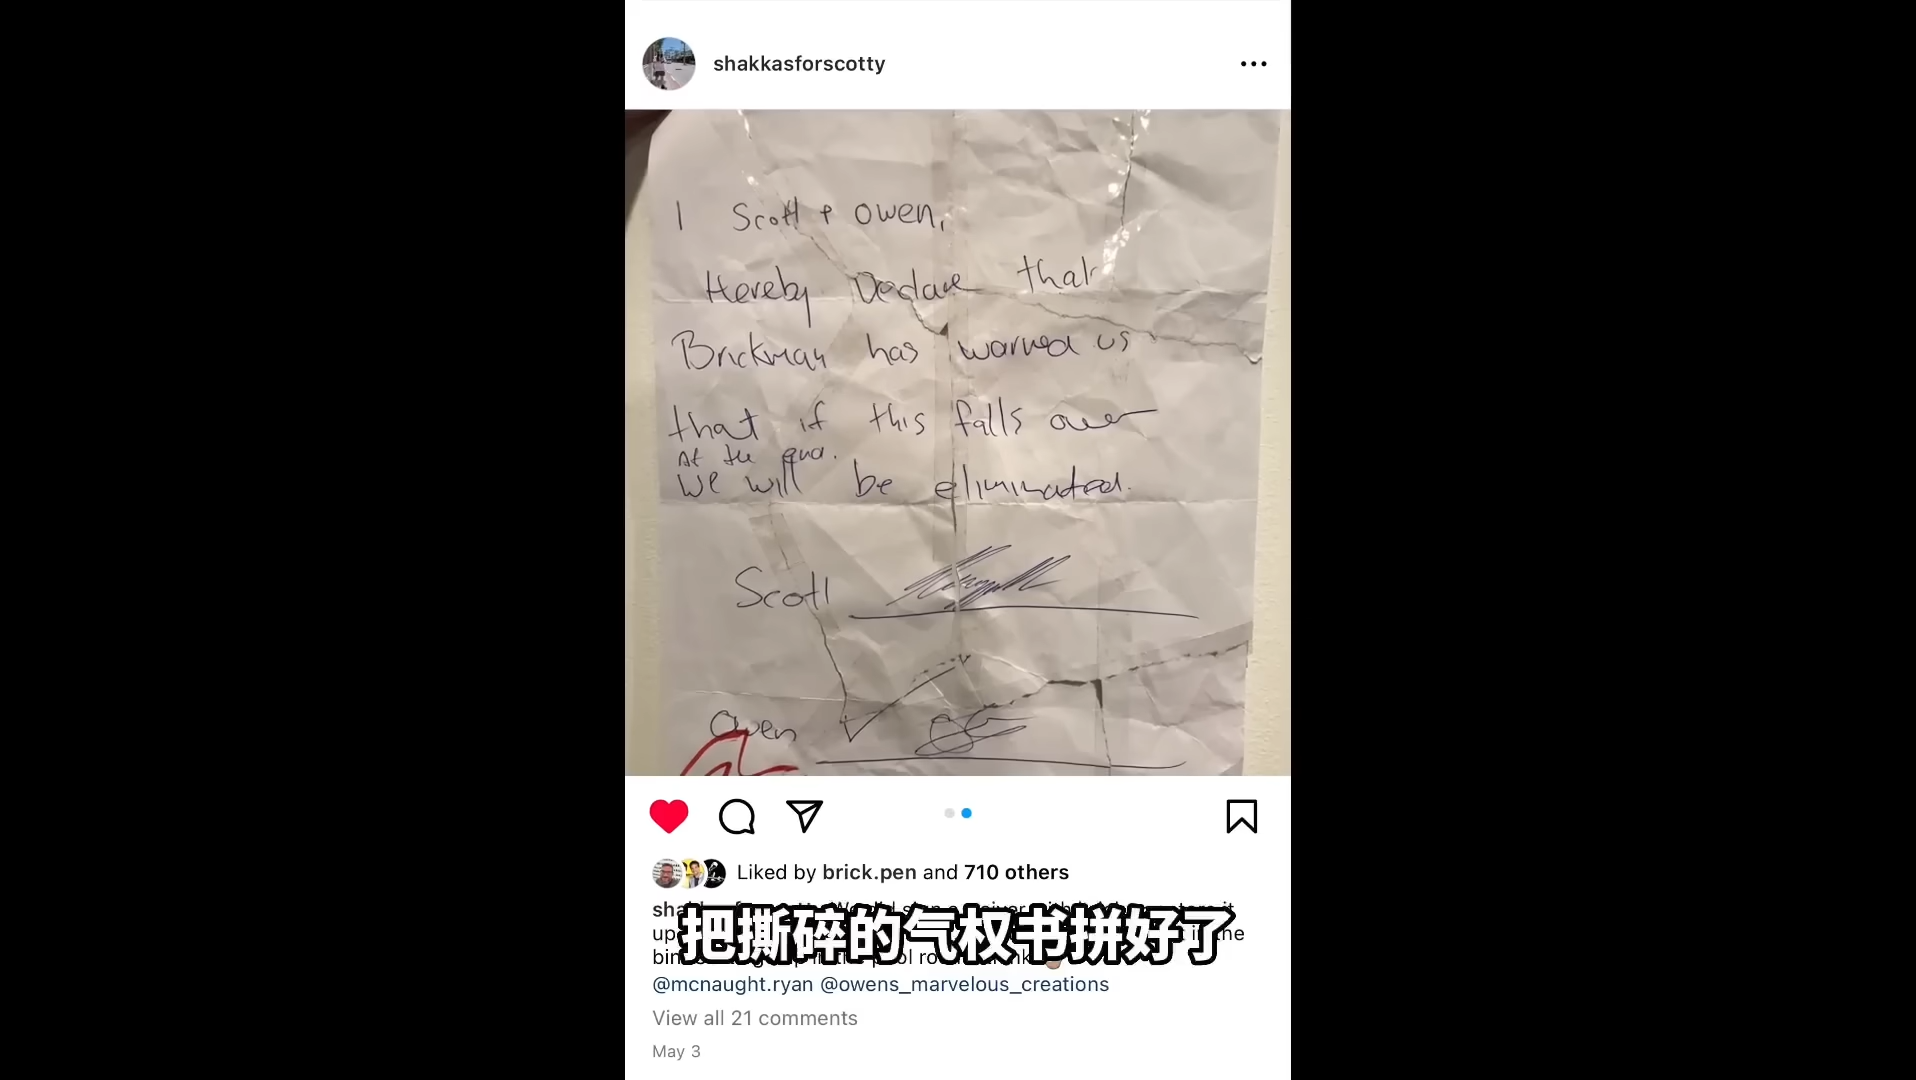 shakkasforscotty
I Scott + Owen,
Hereby Declare that
Brickman has warned us
that if this falls over
At the end.
we will be eliminated.
Scott
Owen
Liked by brick.pen and 710 others
把撕碎的气权书拼好了
bin
@mcnaught.ryan @owens_marvelous_creations
View all 21 comments
May 3